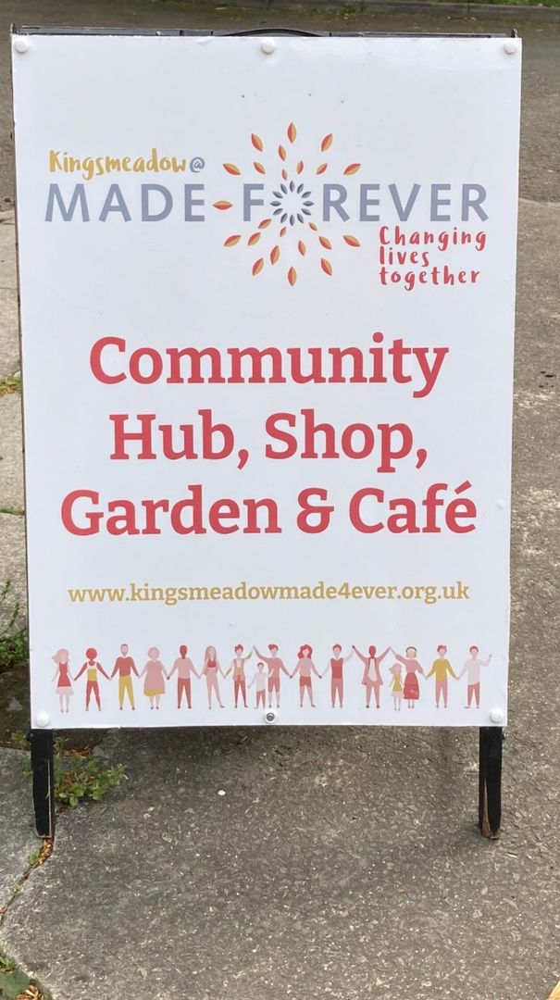 Kingsmeadow@
MADE-FOREVER
Changing
lives
together
Community
Hub, Shop,
Garden & Café
www.kingsmeadowmade4ever.org.uk